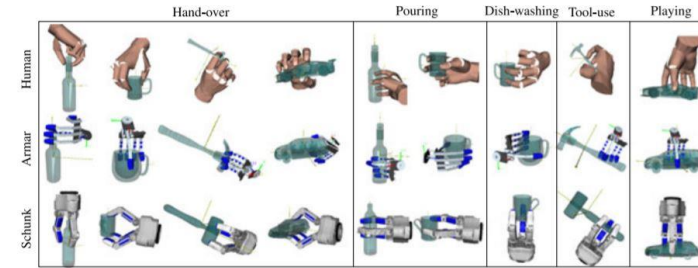 Hand-over Pouring Dish-washing Tool-use Playing
Human
Armar
Schunk